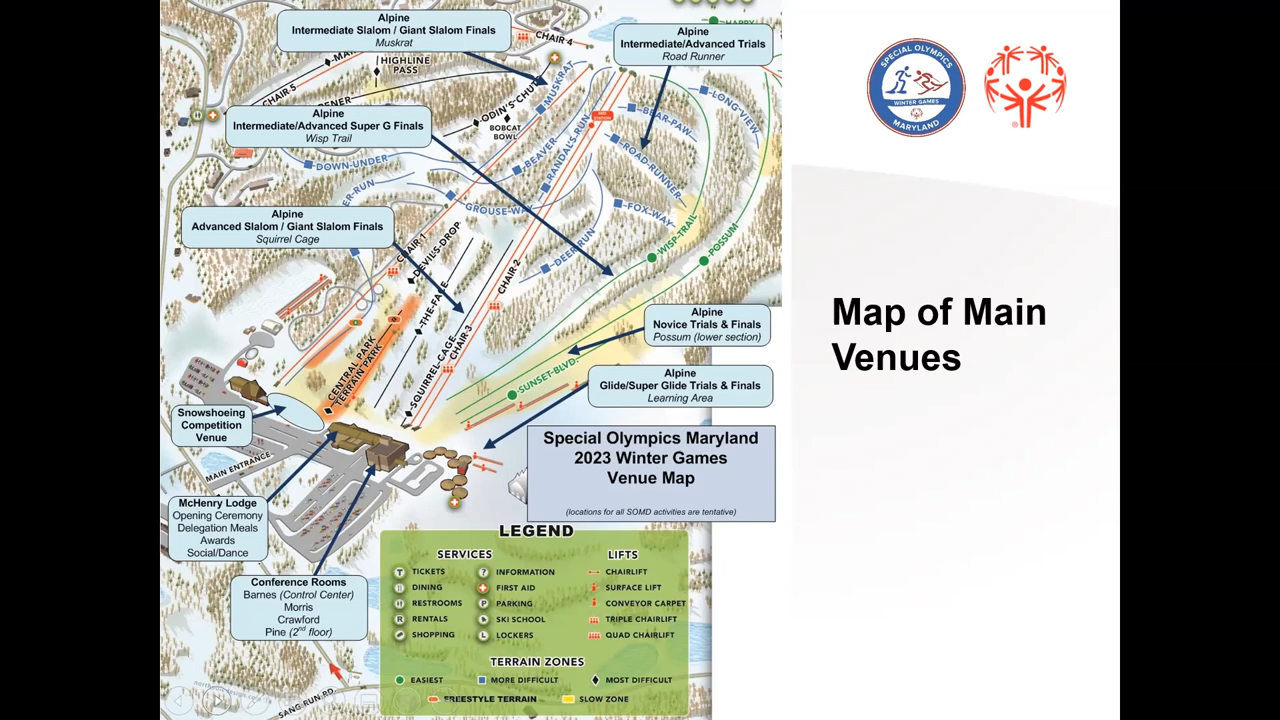 Alpine
Intermediate Slalom / Giant Slalom Finals
Muskrat
CHAIR 4
HAPPY
Alpine
Intermediate/Advanced Trials
Road Runner
HIGHLINE
PASS
CHAIR 5
ODIN'S-CHUTE
MUSKRAT
BOBCAT
BOWL
LONG-VIEW
BEAR-PAW
ROAD-RUNNER
Alpine
Intermediate/Advanced Super G Finals
Wisp Trail
DOWN-UNDER
BEAVER
RANDALS-RUN
FOX-WAY
WISP-TRAIL
POSSUM
DEER-RUN
Alpine
Advanced Slalom / Giant Slalom Finals
Squirrel Cage
CHAIR-1
DEVILS-DROP
CHAIR-2
THE-FACE
CHAIR-3
SQUIRREL-CAGE
CENTRAL PARK
TERRAIN PARK
SUNSET-BLVD.
Alpine
Novice Trials & Finals
Possum (lower section)
Alpine
Glide/Super Glide Trials & Finals
Learning Area
Snowshoeing
Competition
Venue
MAIN ENTRANCE
McHenry Lodge
Opening Ceremony
Delegation Meals
Awards
Social/Dance
Conference Rooms
Barnes (Control Center)
Morris
Crawford
Pine (2nd floor)
SANG RUN RD.
Special Olympics Maryland
2023 Winter Games
Venue Map
(locations for all SOMD activities are tentative)
LEGEND
SERVICES
T TICKETS
DINING
RESTROOMS
R RENTALS
SHOPPING
? INFORMATION
FIRST AID
P PARKING
SKI SCHOOL
L LOCKERS
LIFTS
CHAIRLIFT
SURFACE LIFT
CONVEYOR CARPET
TRIPLE CHAIRLIFT
QUAD CHAIRLIFT
TERRAIN ZONES
EASIEST
MORE DIFFICULT
MOST DIFFICULT
FREESTYLE TERRAIN
SLOW ZONE
SPECIAL OLYMPICS
WINTER GAMES
MARYLAND
Map of Main
Venues